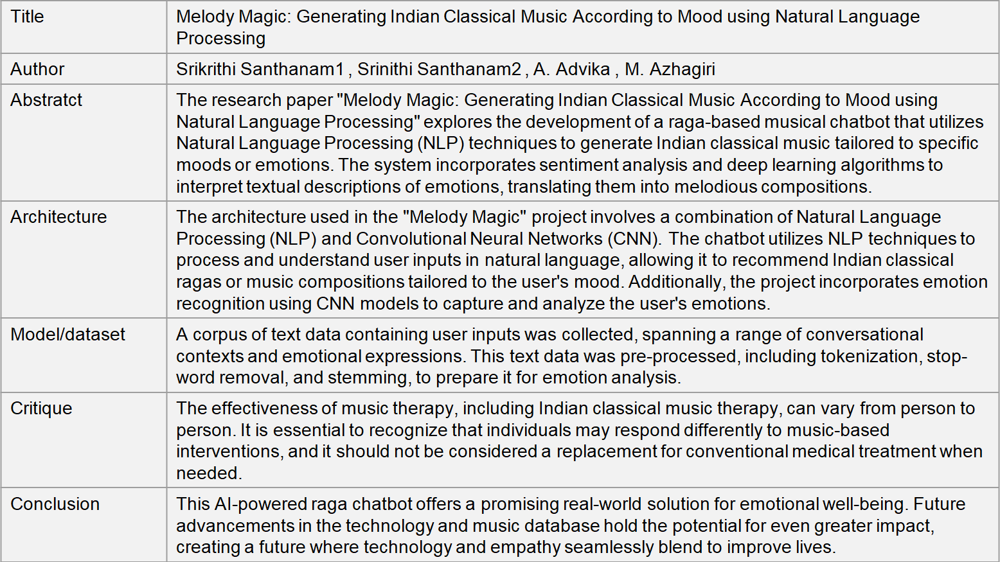 Title
Melody Magic: Generating Indian Classical Music According to Mood using Natural Language
Processing
Author
Srikrithi Santhanam1 , Srinithi Santhanam2 , A. Advika , M. Azhagiri
Abstratct
The research paper "Melody Magic: Generating Indian Classical Music According to Mood using
Natural Language Processing" explores the development of a raga-based musical chatbot that utilizes
Natural Language Processing (NLP) techniques to generate Indian classical music tailored to specific
moods or emotions. The system incorporates sentiment analysis and deep learning algorithms to
interpret textual descriptions of emotions, translating them into melodious compositions.
Architecture
The architecture used in the "Melody Magic" project involves a combination of Natural Language
Processing (NLP) and Convolutional Neural Networks (CNN). The chatbot utilizes NLP techniques to
process and understand user inputs in natural language, allowing it to recommend Indian classical
ragas or music compositions tailored to the user's mood. Additionally, the project incorporates emotion
recognition using CNN models to capture and analyze the user's emotions.
Model/dataset
A corpus of text data containing user inputs was collected, spanning a range of conversational
contexts and emotional expressions. This text data was pre-processed, including tokenization, stop-
word removal, and stemming, to prepare it for emotion analysis.
Critique
The effectiveness of music therapy, including Indian classical music therapy, can vary from person to
person. It is essential to recognize that individuals may respond differently to music-based
interventions, and it should not be considered a replacement for conventional medical treatment when
needed.
Conclusion
This AI-powered raga chatbot offers a promising real-world solution for emotional well-being. Future
advancements in the technology and music database hold the potential for even greater impact,
creating a future where technology and empathy seamlessly blend to improve lives.